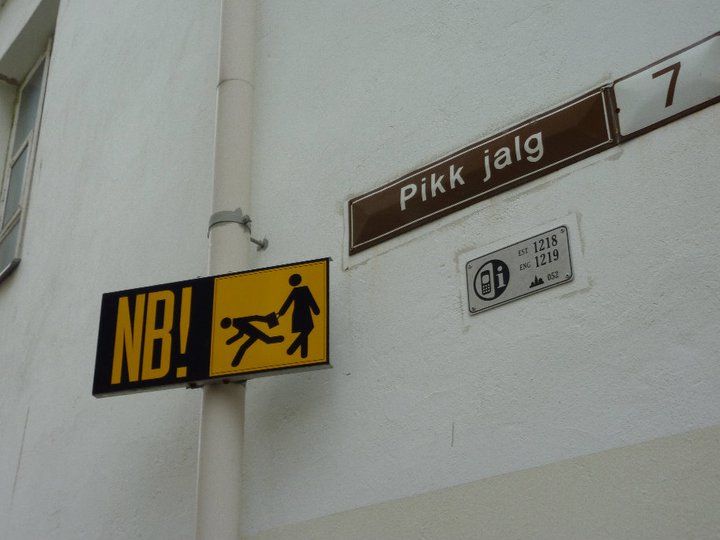 Pikk jalg 7
EST 1218
ENG 1219
052
i
NB!